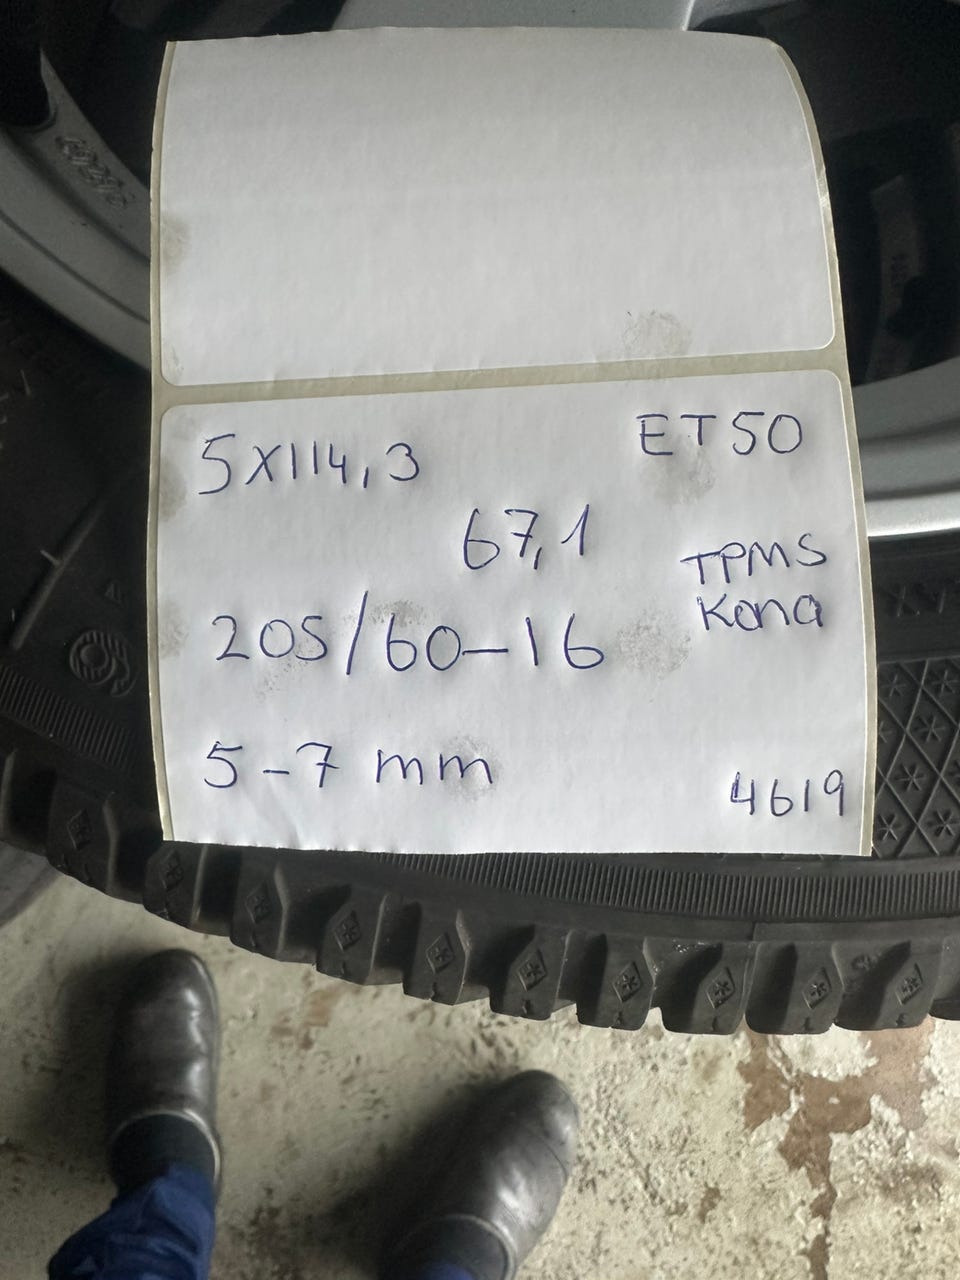 5X114,3
ET50
67,1
TPMS
Kona
205/60-16
5-7 mm
4619